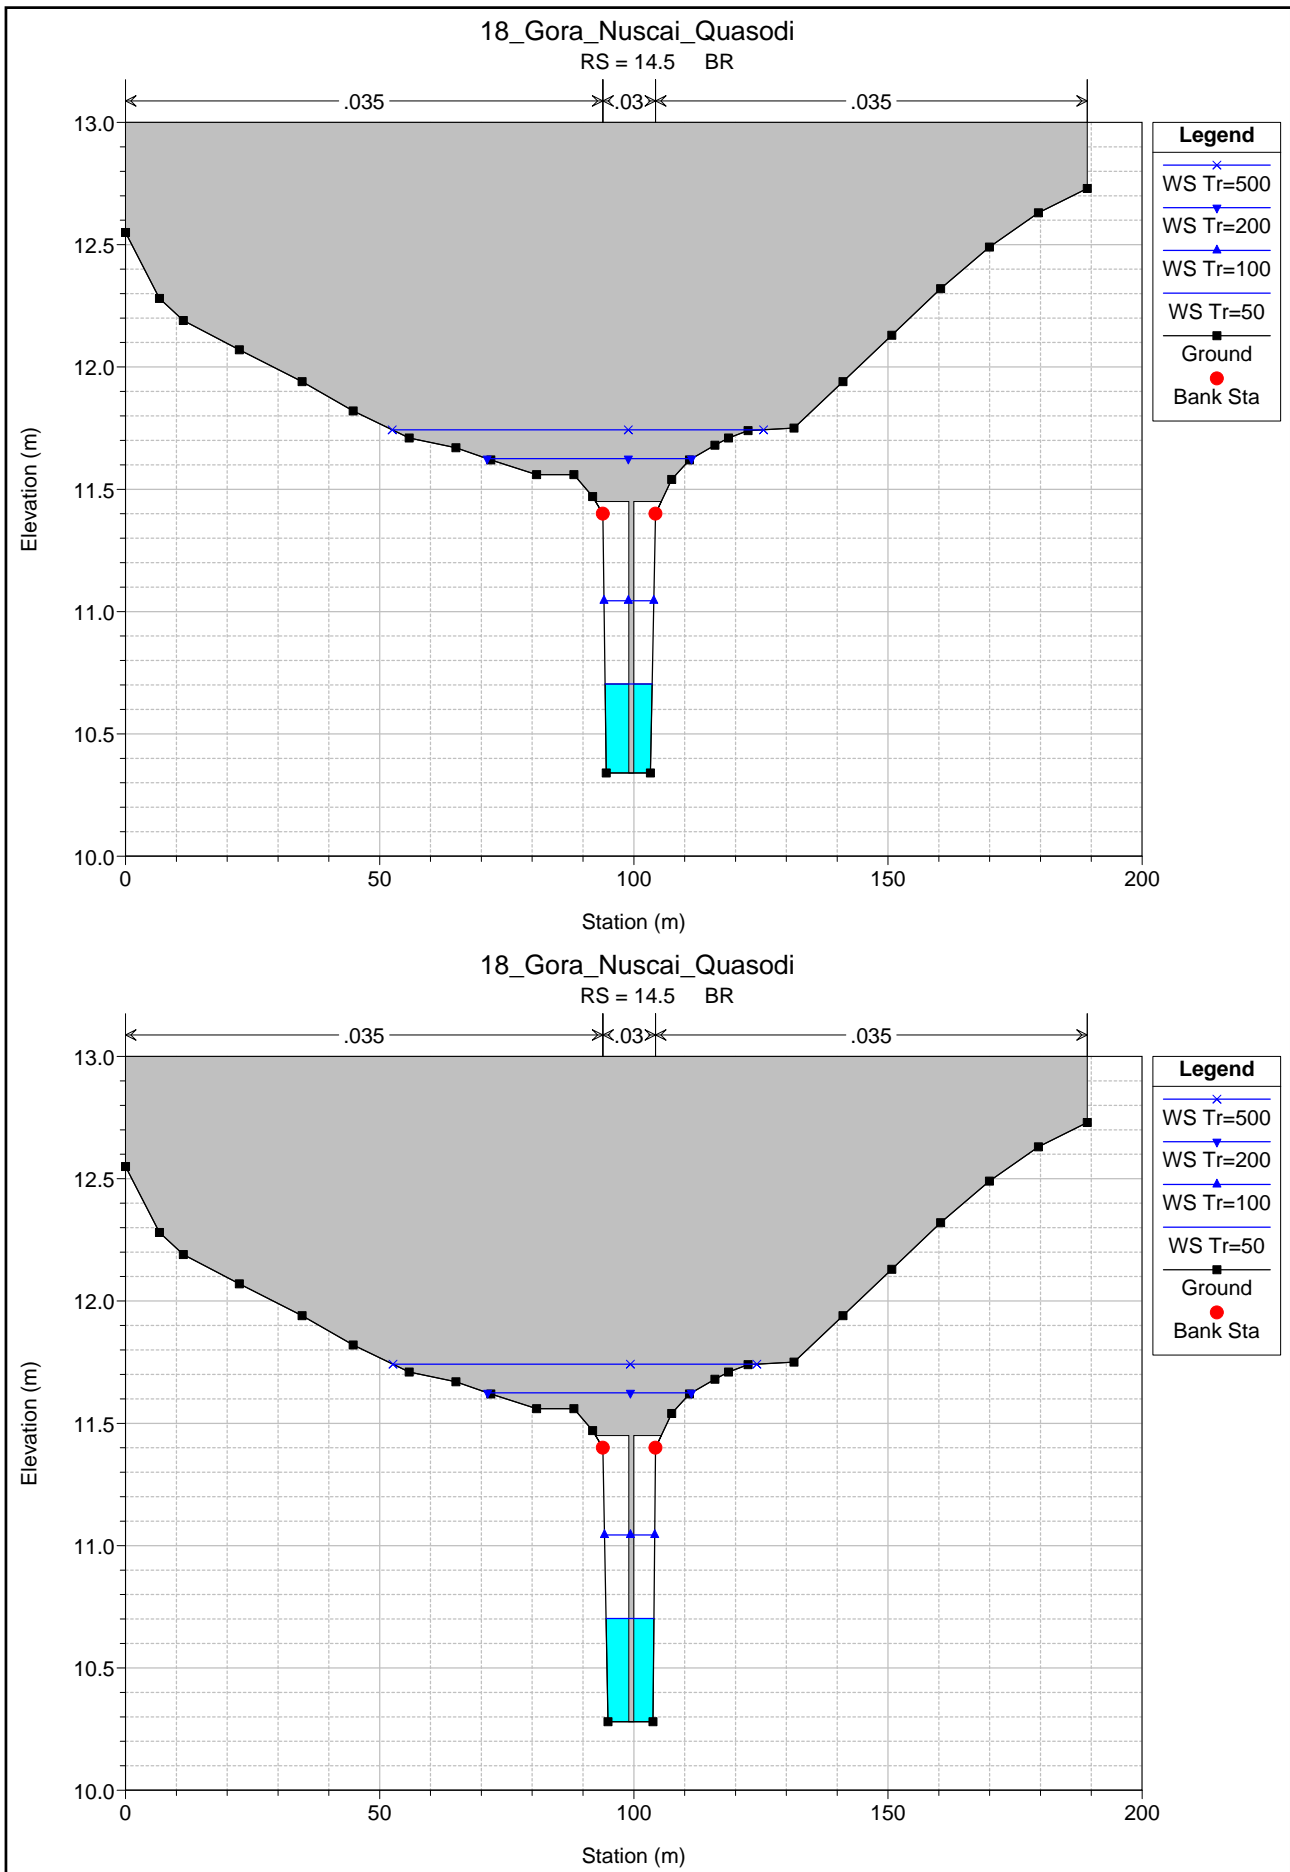 18_Gora_Nuscai_Quasodi
RS = 14.5 BR
.035 .03 .035
13.0
12.5
12.0
11.5
11.0
10.5
10.0
Elevation (m)
0 50 100 150 200
Station (m)
Legend
WS Tr=500
WS Tr=200
WS Tr=100
WS Tr=50
Ground
Bank Sta
18_Gora_Nuscai_Quasodi
RS = 14.5 BR
.035 .03 .035
13.0
12.5
12.0
11.5
11.0
10.5
10.0
Elevation (m)
0 50 100 150 200
Station (m)
Legend
WS Tr=500
WS Tr=200
WS Tr=100
WS Tr=50
Ground
Bank Sta